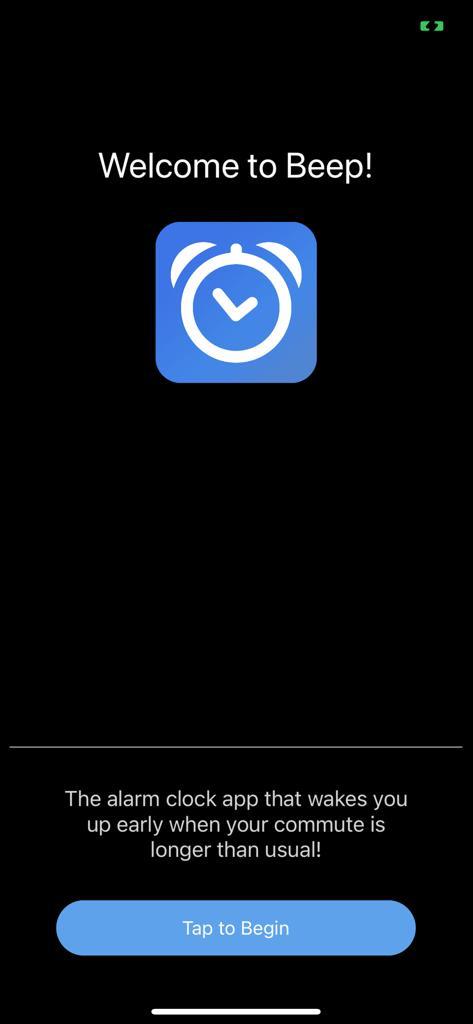 Welcome to Beep!
The alarm clock app that wakes you
up early when your commute is
longer than usual!
Tap to Begin